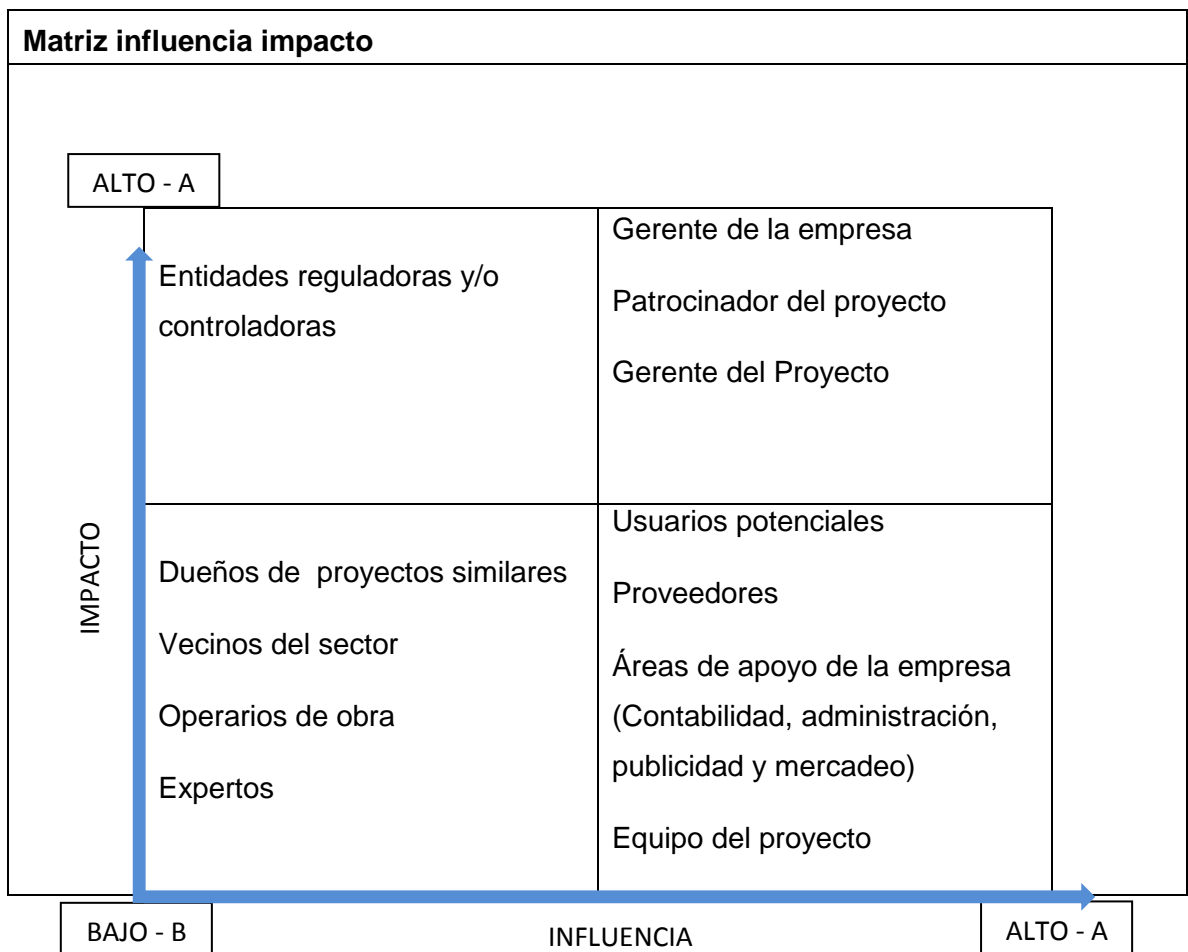 Matriz influencia impacto
ALTO - A
Entidades reguladoras y/o
controladoras
Gerente de la empresa
Patrocinador del proyecto
Gerente del Proyecto
IMPACTO
Dueños de  proyectos similares
Vecinos del sector
Operarios de obra
Expertos
Usuarios potenciales
Proveedores
Áreas de apoyo de la empresa
(Contabilidad, administración,
publicidad y mercadeo)
Equipo del proyecto
BAJO - B
INFLUENCIA
ALTO - A